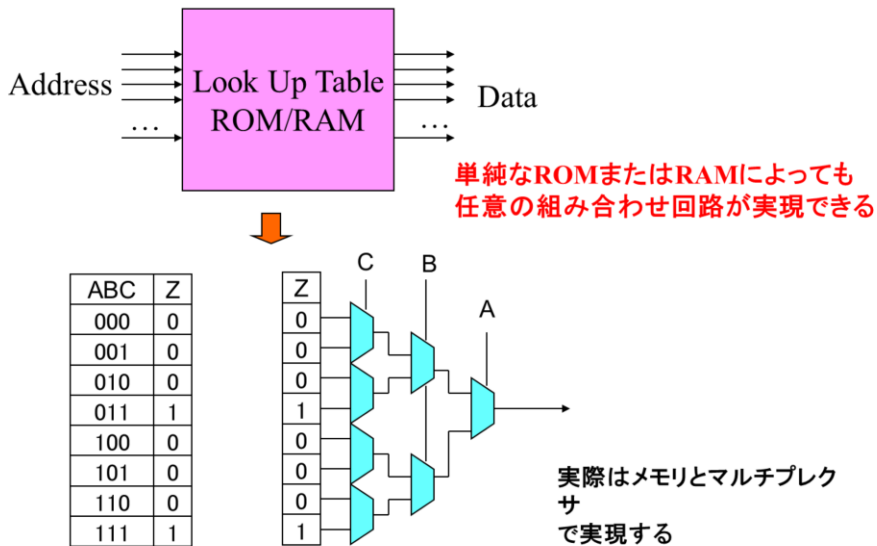 Address
Look Up Table
ROM/RAM
Data
…
…
単純なROMまたはRAMによっても
任意の組み合わせ回路が実現できる
ABC Z
000 0
001 0
010 0
011 1
100 0
101 0
110 0
111 1
C
B
A
Z
0
0
0
1
0
0
0
1
実際はメモリとマルチプレク
サ
で実現する